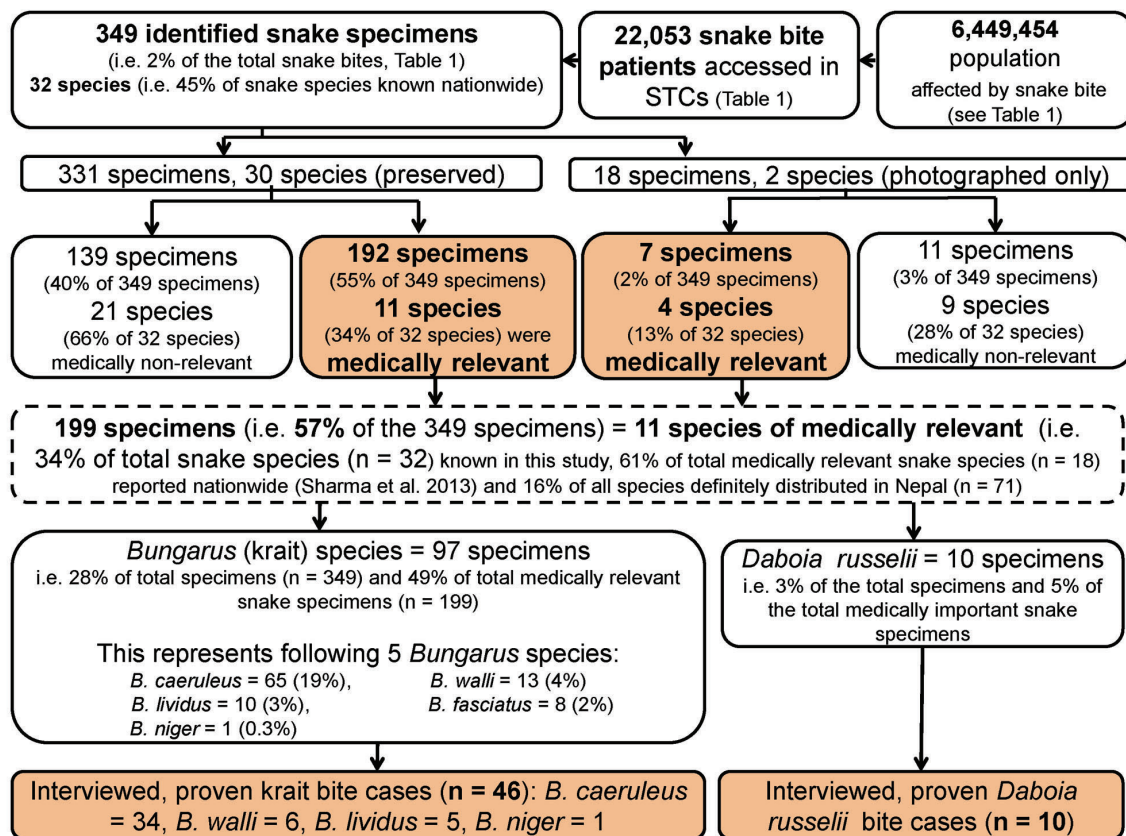 349 identified snake specimens
(i.e. 2% of the total snake bites, Table 1)
32 species (i.e. 45% of snake species known nationwide)
22,053 snake bite
patients accessed in
STCs (Table 1)
6,449,454
population
affected by snake bite
(see Table 1)
331 specimens, 30 species (preserved)
18 specimens, 2 species (photographed only)
139 specimens
(40% of 349 specimens)
21 species
(66% of 32 species)
medically non-relevant
192 specimens
(55% of 349 specimens)
11 species
(34% of 32 species) were
medically relevant
7 specimens
(2% of 349 specimens)
4 species
(13% of 32 species)
medically relevant
11 specimens
(3% of 349 specimens)
9 species
(28% of 32 species)
medically non-relevant
199 specimens (i.e. 57% of the 349 specimens) = 11 species of medically relevant (i.e.
34% of total snake species (n = 32) known in this study, 61% of total medically relevant snake species (n = 18)
reported nationwide (Sharma et al. 2013) and 16% of all species definitely distributed in Nepal (n = 71)
Bungarus (krait) species = 97 specimens
i.e. 28% of total specimens (n = 349) and 49% of total medically relevant
snake specimens (n = 199)
This represents following 5 Bungarus species:
B. caeruleus = 65 (19%), B. walli = 13 (4%)
B. lividus = 10 (3%), B. fasciatus = 8 (2%)
B. niger = 1 (0.3%)
Daboia russelii = 10 specimens
i.e. 3% of the total specimens and 5% of
the total medically important snake
specimens
Interviewed, proven krait bite cases (n = 46): B. caeruleus
= 34, B. walli = 6, B. lividus = 5, B. niger = 1
Interviewed, proven Daboia
russelii bite cases (n = 10)